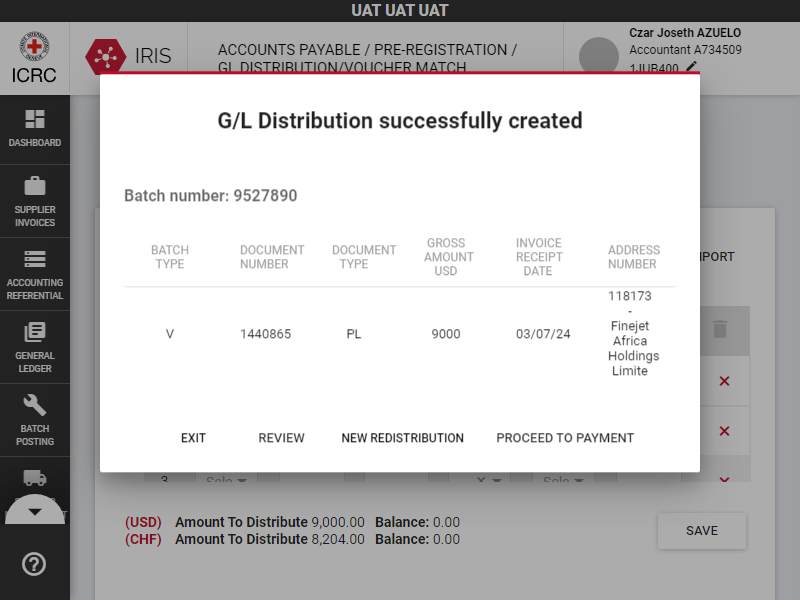 UAT UAT UAT
ICRC
IRIS
ACCOUNTS PAYABLE / PRE-REGISTRATION /
GL DISTRIBUTION/VOUCHER MATCH
Czar Joseth AZUELO
Accountant A734509
1JUB400
DASHBOARD
SUPPLIER
INVOICES
ACCOUNTING
REFERENTIAL
GENERAL
LEDGER
BATCH
POSTING
G/L Distribution successfully created
Batch number: 9527890
BATCH
TYPE
DOCUMENT
NUMBER
DOCUMENT
TYPE
GROSS
AMOUNT
USD
INVOICE
RECEIPT
DATE
ADDRESS
NUMBER
V
1440865
PL
9000
03/07/24
118173
-
Finejet
Africa
Holdings
Limite
EXIT
REVIEW
NEW REDISTRIBUTION
PROCEED TO PAYMENT
3
Sele
Sele
(USD) Amount To Distribute 9,000.00 Balance: 0.00
(CHF) Amount To Distribute 8,204.00 Balance: 0.00
SAVE